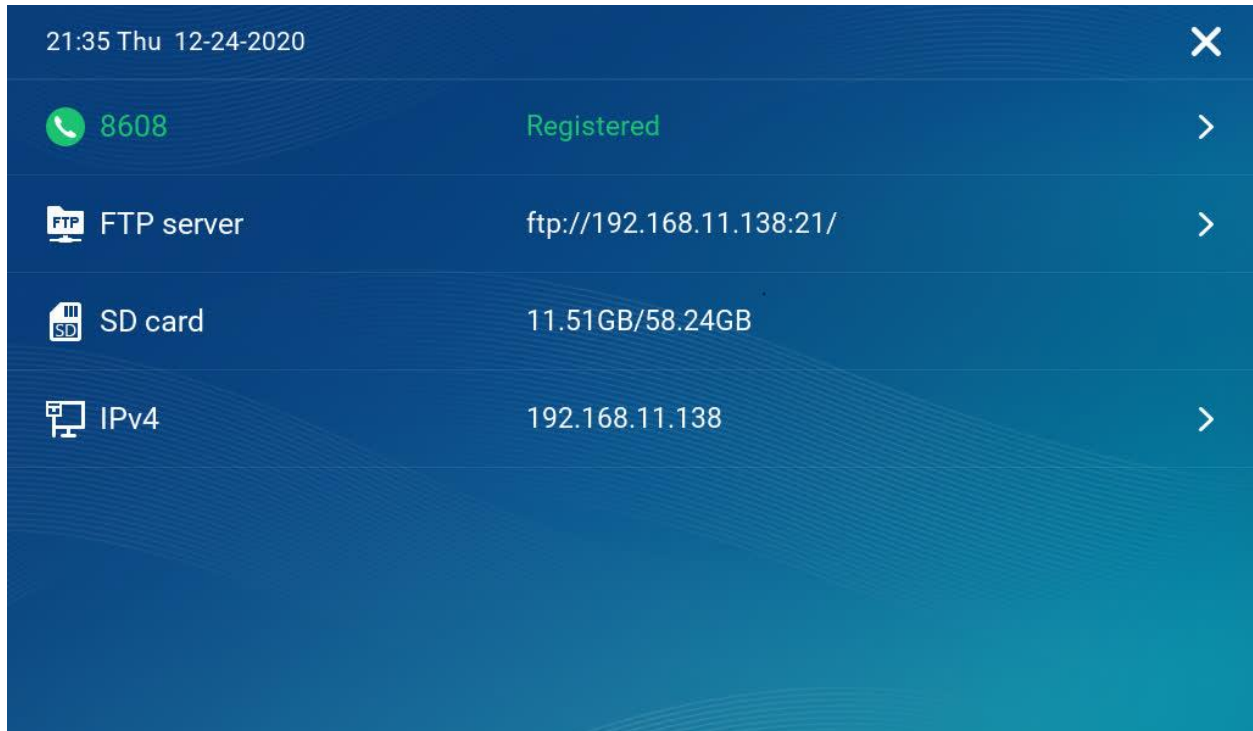 21:35 Thu 12-24-2020
8608 Registered
FTP FTP server ftp://192.168.11.138:21/
SD SD card 11.51GB/58.24GB
IPv4 192.168.11.138